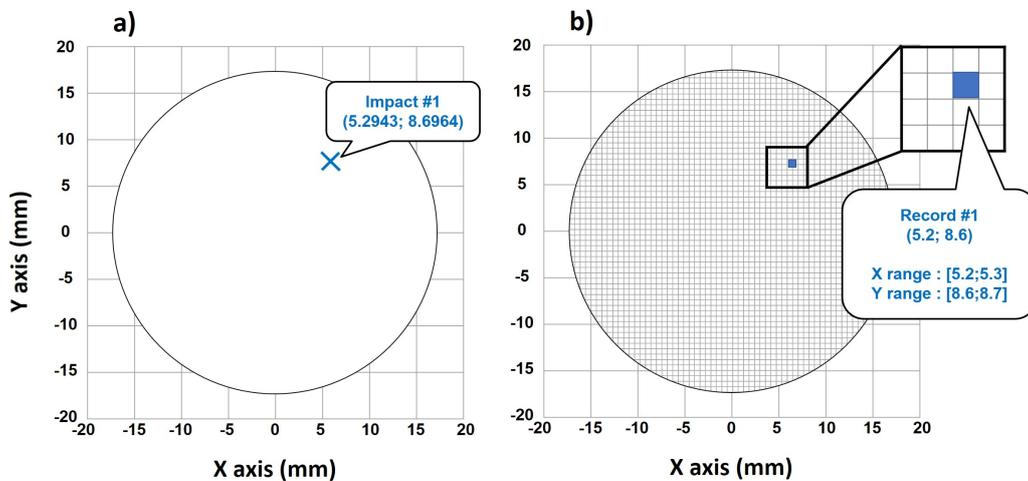 a)
20
15
10
5
0
-5
-10
-15
-20
-20 -15 -10 -5 0 5 10 15 20
Y axis (mm)
X axis (mm)
Impact #1
(5.2943; 8.6964)
b)
20
15
10
5
0
-5
-10
-15
-20
-20 -15 -10 -5 0 5 10 15 20
X axis (mm)
Record #1
(5.2; 8.6)
X range : [5.2;5.3]
Y range : [8.6;8.7]